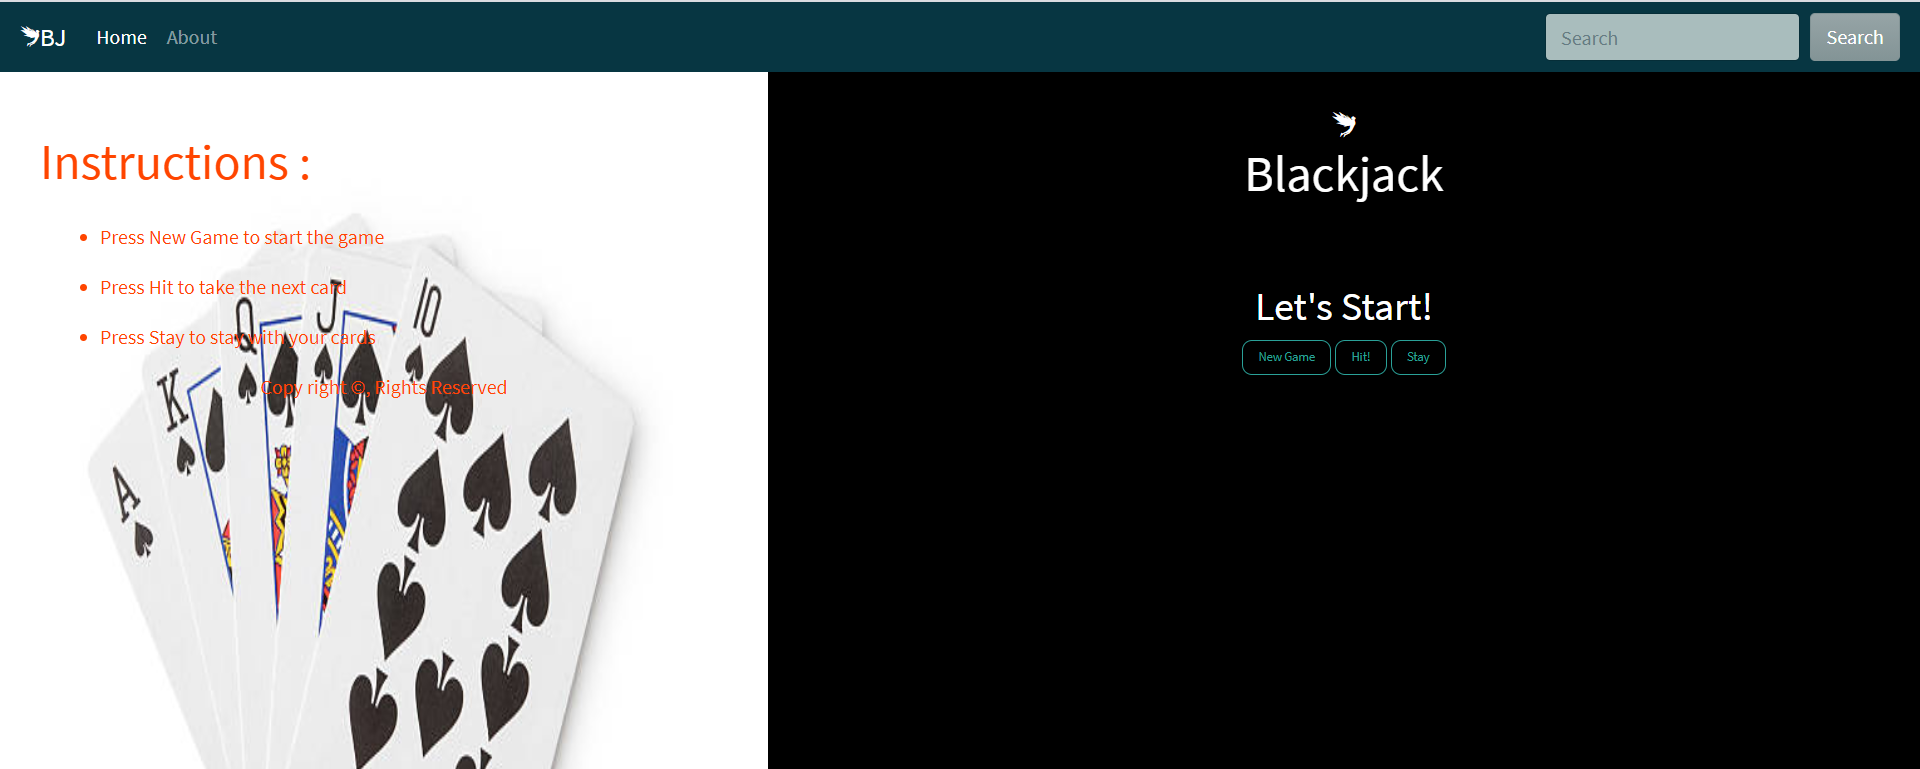 BJ Home About Search Search
Instructions :
Press New Game to start the game
Press Hit to take the next card
Press Stay to stay with your cards
Copy right ©, Rights Reserved
A
K
Q
J
10
Blackjack
Let's Start!
New Game Hit! Stay